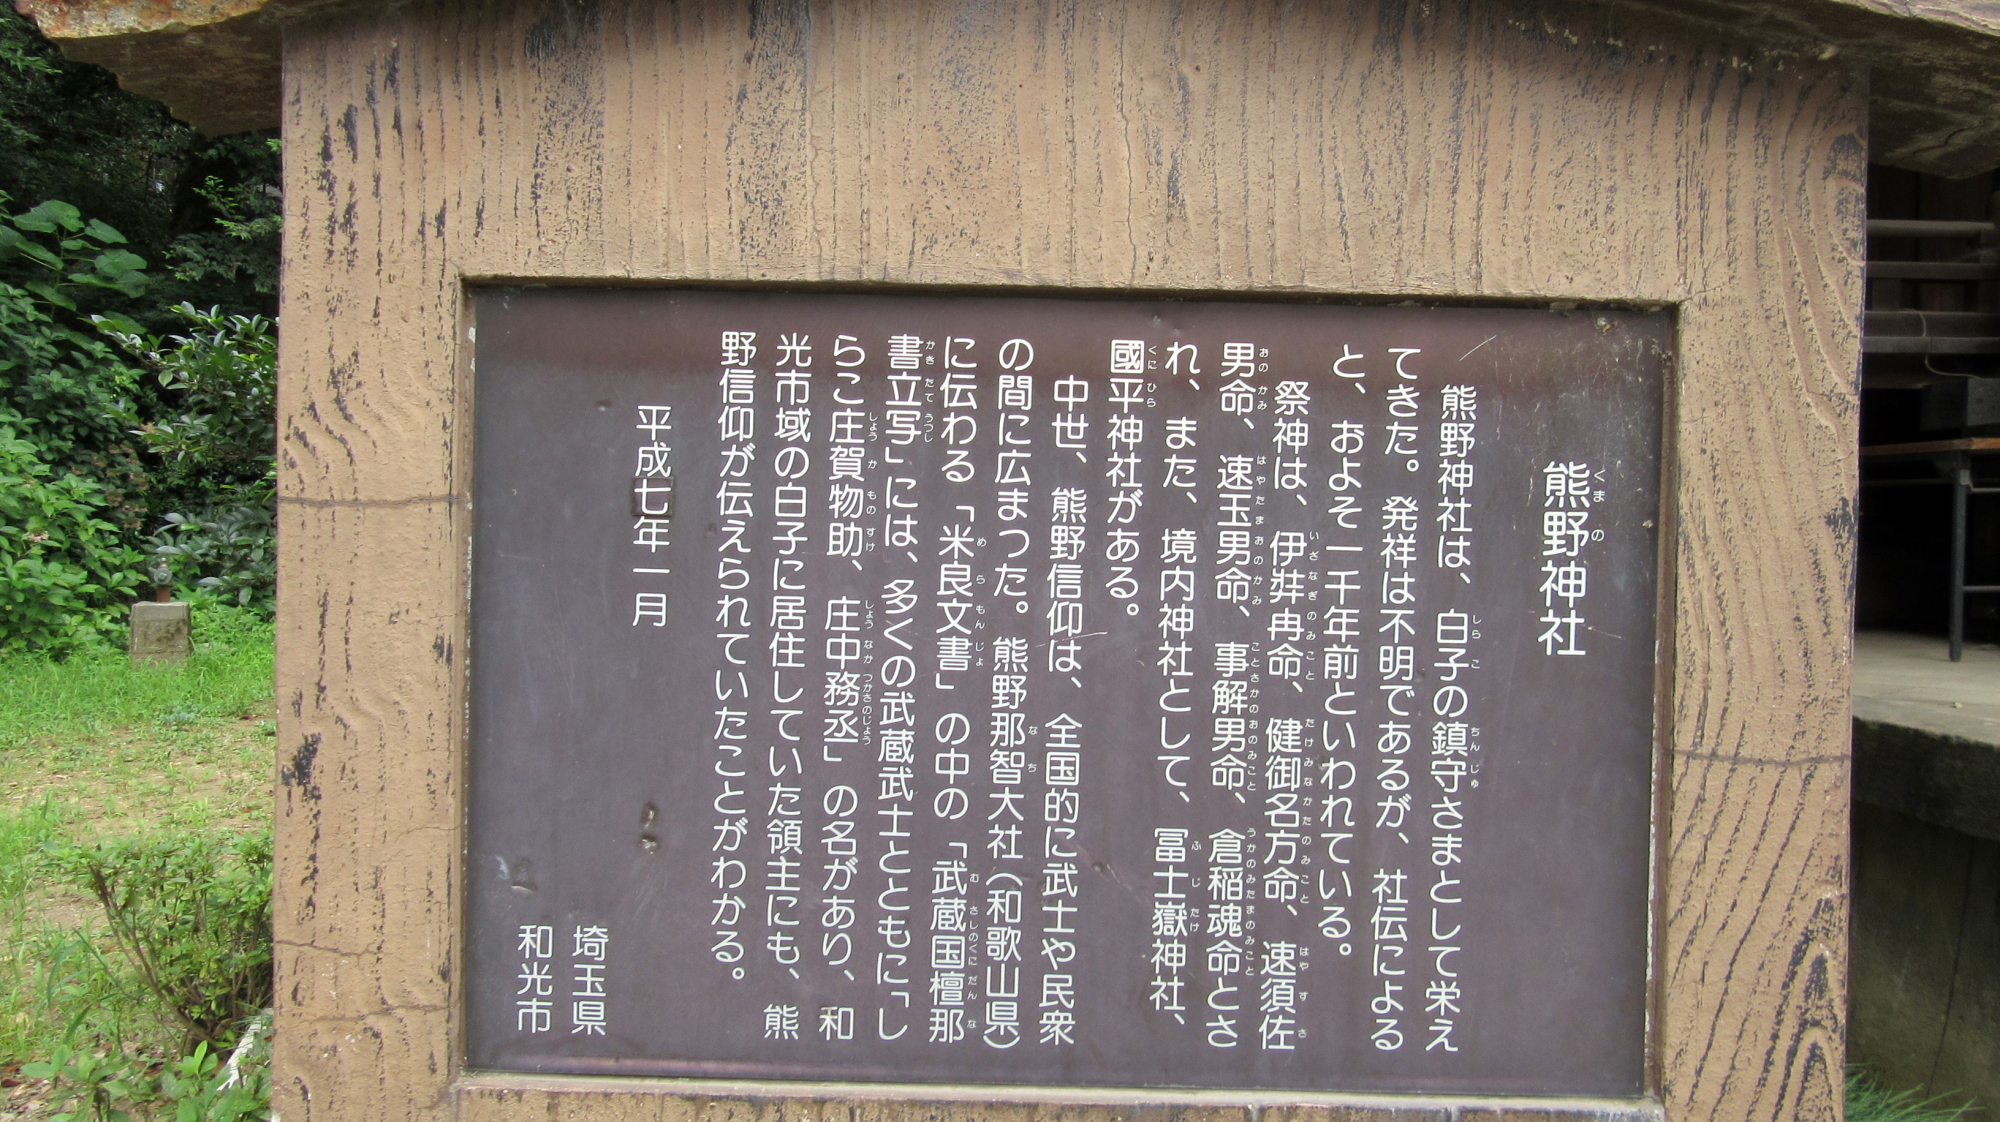 熊野神社
熊野神社は、白子の鎮守さまとして栄え
てきた。発祥は不明であるが、社伝による
と、およそ一千年前といわれている。
祭神は、伊弉冉命、健御名方命、速須佐
男命、速玉男命、事解男命、倉稲魂命とさ
れ、また、境内神社として、冨士嶽神社、
國平神社がある。
中世、熊野信仰は、全国的に武士や民衆
の間に広まった。熊野那智大社(和歌山県)
に伝わる「米良文書」の中の「武蔵国檀那
書立写」には、多くの武蔵武士とともに「し
らこ庄賀物助、庄中務丞」の名があり、和
光市域の白子に居住していた領主にも、熊
野信仰が伝えられていたことがわかる。
平成七年一月
埼玉県
和光市